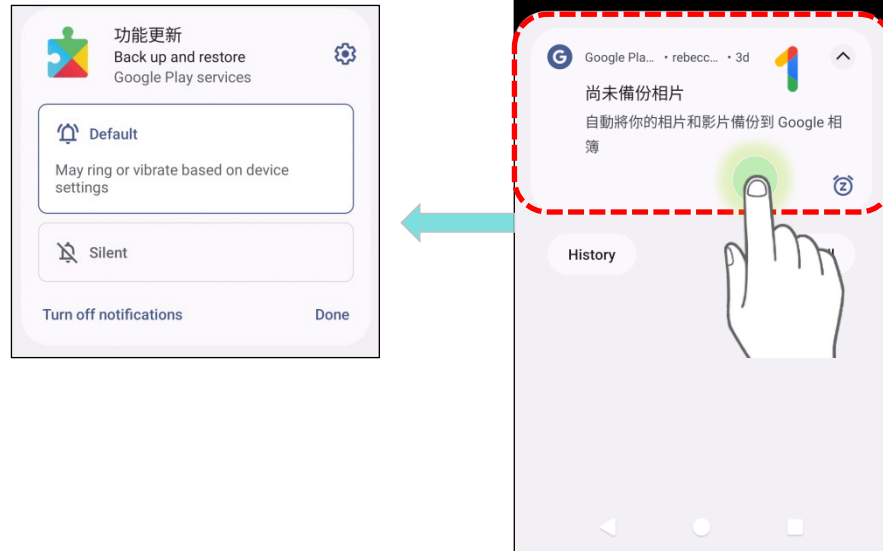 功能更新
Back up and restore
Google Play services
Default
May ring or vibrate based on device
settings
Silent
Turn off notifications
Done
Google Pla... • rebecc... • 3d
尚未備份相片
自動將你的相片和影片備份到 Google 相
簿
History